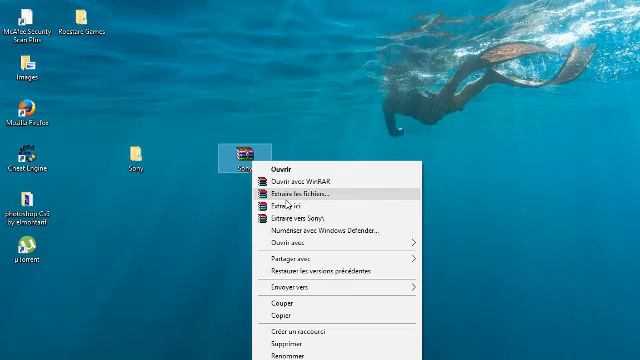 McAfee Security
Scan Plus
Rocstare Games
Images
Mozilla Firefox
Cheat Engine
Sony
Sony
photoshop Cs6
by.elmontanf
µTorrent
Ouvrir
Ouvrir avec WinRAR
Extraire les fichiers...
Extraire ici
Extraire vers Sony\
Numériser avec Windows Defender...
Ouvrir avec
Partager avec
Restaurer les versions précédentes
Envoyer vers
Couper
Copier
Créer un raccourci
Supprimer
Renommer